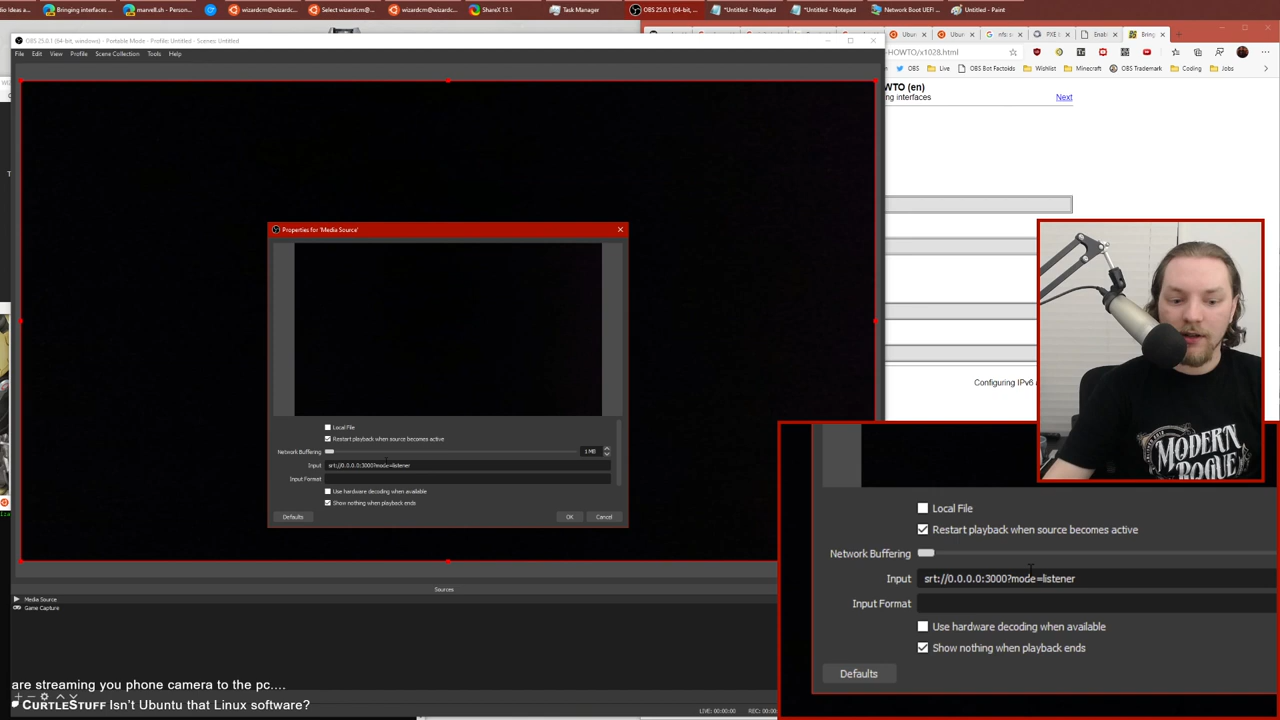 Bringing interfaces ...
marvell.sh - Person...
wizardcm@wizardc...
Select wizardcm@...
wizardcm@wizardc...
ShareX 13.1
Task Manager
OBS 25.0.1 (64-bit, ...
*Untitled - Notepad
*Untitled - Notepad
Network Boot UEFI ...
Untitled - Paint
OBS 25.0.1 (64-bit, windows) - Portable Mode - Profile: Untitled - Scenes: Untitled
File Edit View Profile Scene Collection Tools Help
-HOWTO/x1028.html
OBS
Live
OBS Bot Factoids
Wishlist
Minecraft
OBS Trademark
Coding
Jobs
OWTO (en)
ing interfaces
Next
Configuring IPv6
Properties for 'Media Source'
Local File
Restart playback when source becomes active
Network Buffering 1 MB
Input srt://0.0.0.0:3000?mode=listener
Input Format
Use hardware decoding when available
Show nothing when playback ends
Defaults OK Cancel
MODERN
ROGUE
Local File
Restart playback when source becomes active
Network Buffering
Input srt://0.0.0.0:3000?mode=listener
Input Format
Use hardware decoding when available
Show nothing when playback ends
Defaults
Sources
Media Source
Game Capture
are streaming you phone camera to the pc....
CURTLESTUFF Isn't Ubuntu that Linux software?
LIVE: 00:00:00
REC: 00:00: